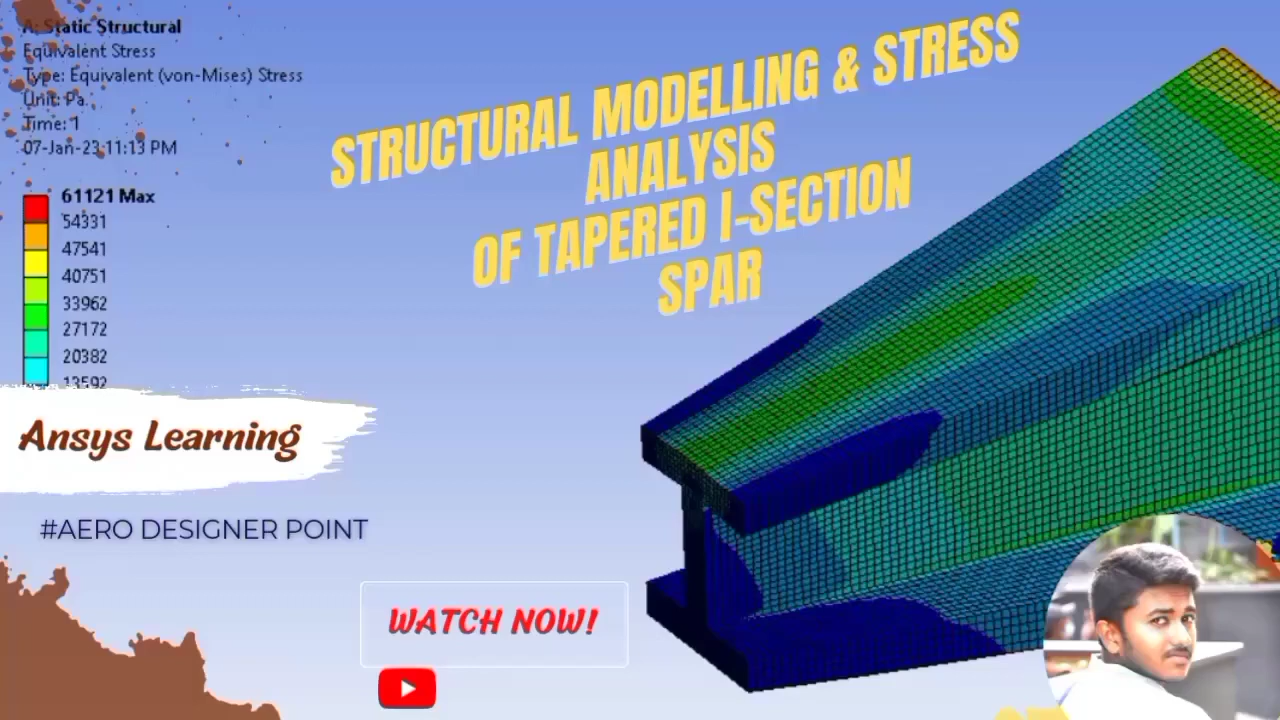 A: Static Structural
Equivalent Stress
Type: Equivalent (von-Mises) Stress
Unit: Pa
Time: 1
07-Jan-23 11:13 PM
61121 Max
54331
47541
40751
33962
27172
20382
13592
STRUCTURAL MODELLING & STRESS
ANALYSIS
OF TAPERED I-SECTION
SPAR
Ansys Learning
#AERO DESIGNER POINT
WATCH NOW!